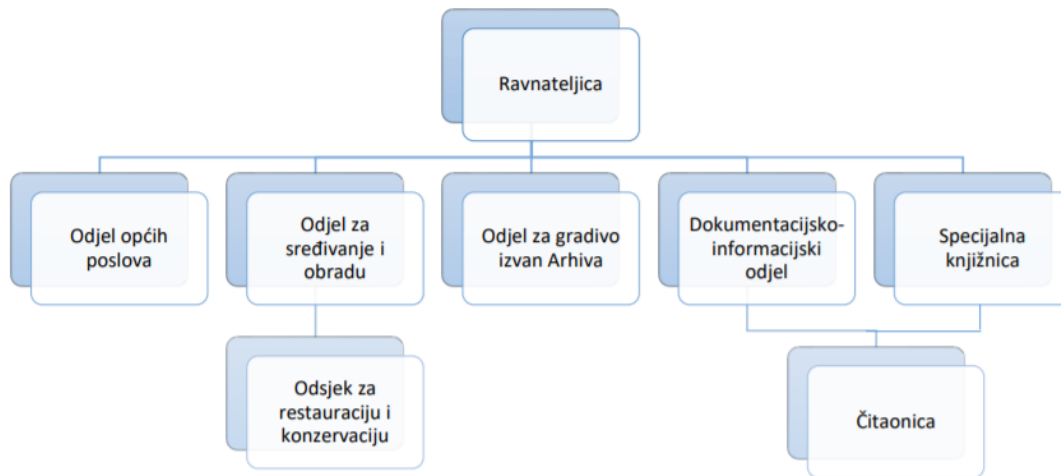 Ravnateljica
Odjel općih
poslova
Odjel za
sređivanje i
obradu
Odjel za gradivo
izvan Arhiva
Dokumentacijsko-
informacijski
odjel
Specijalna
knjižnica
Odsjek za
restauraciju i
konzervaciju
Čitaonica